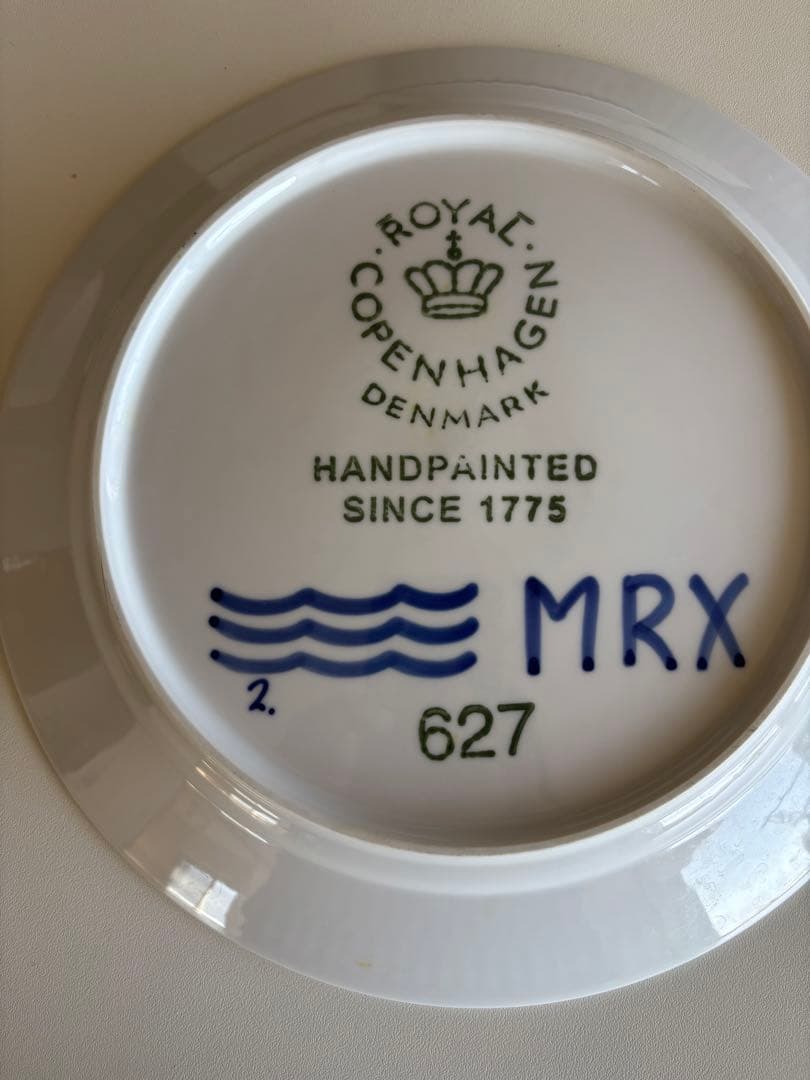 · ROYAL ·
COPENHAGEN
DENMARK
HANDPAINTED
SINCE 1775
MRX
2.
627